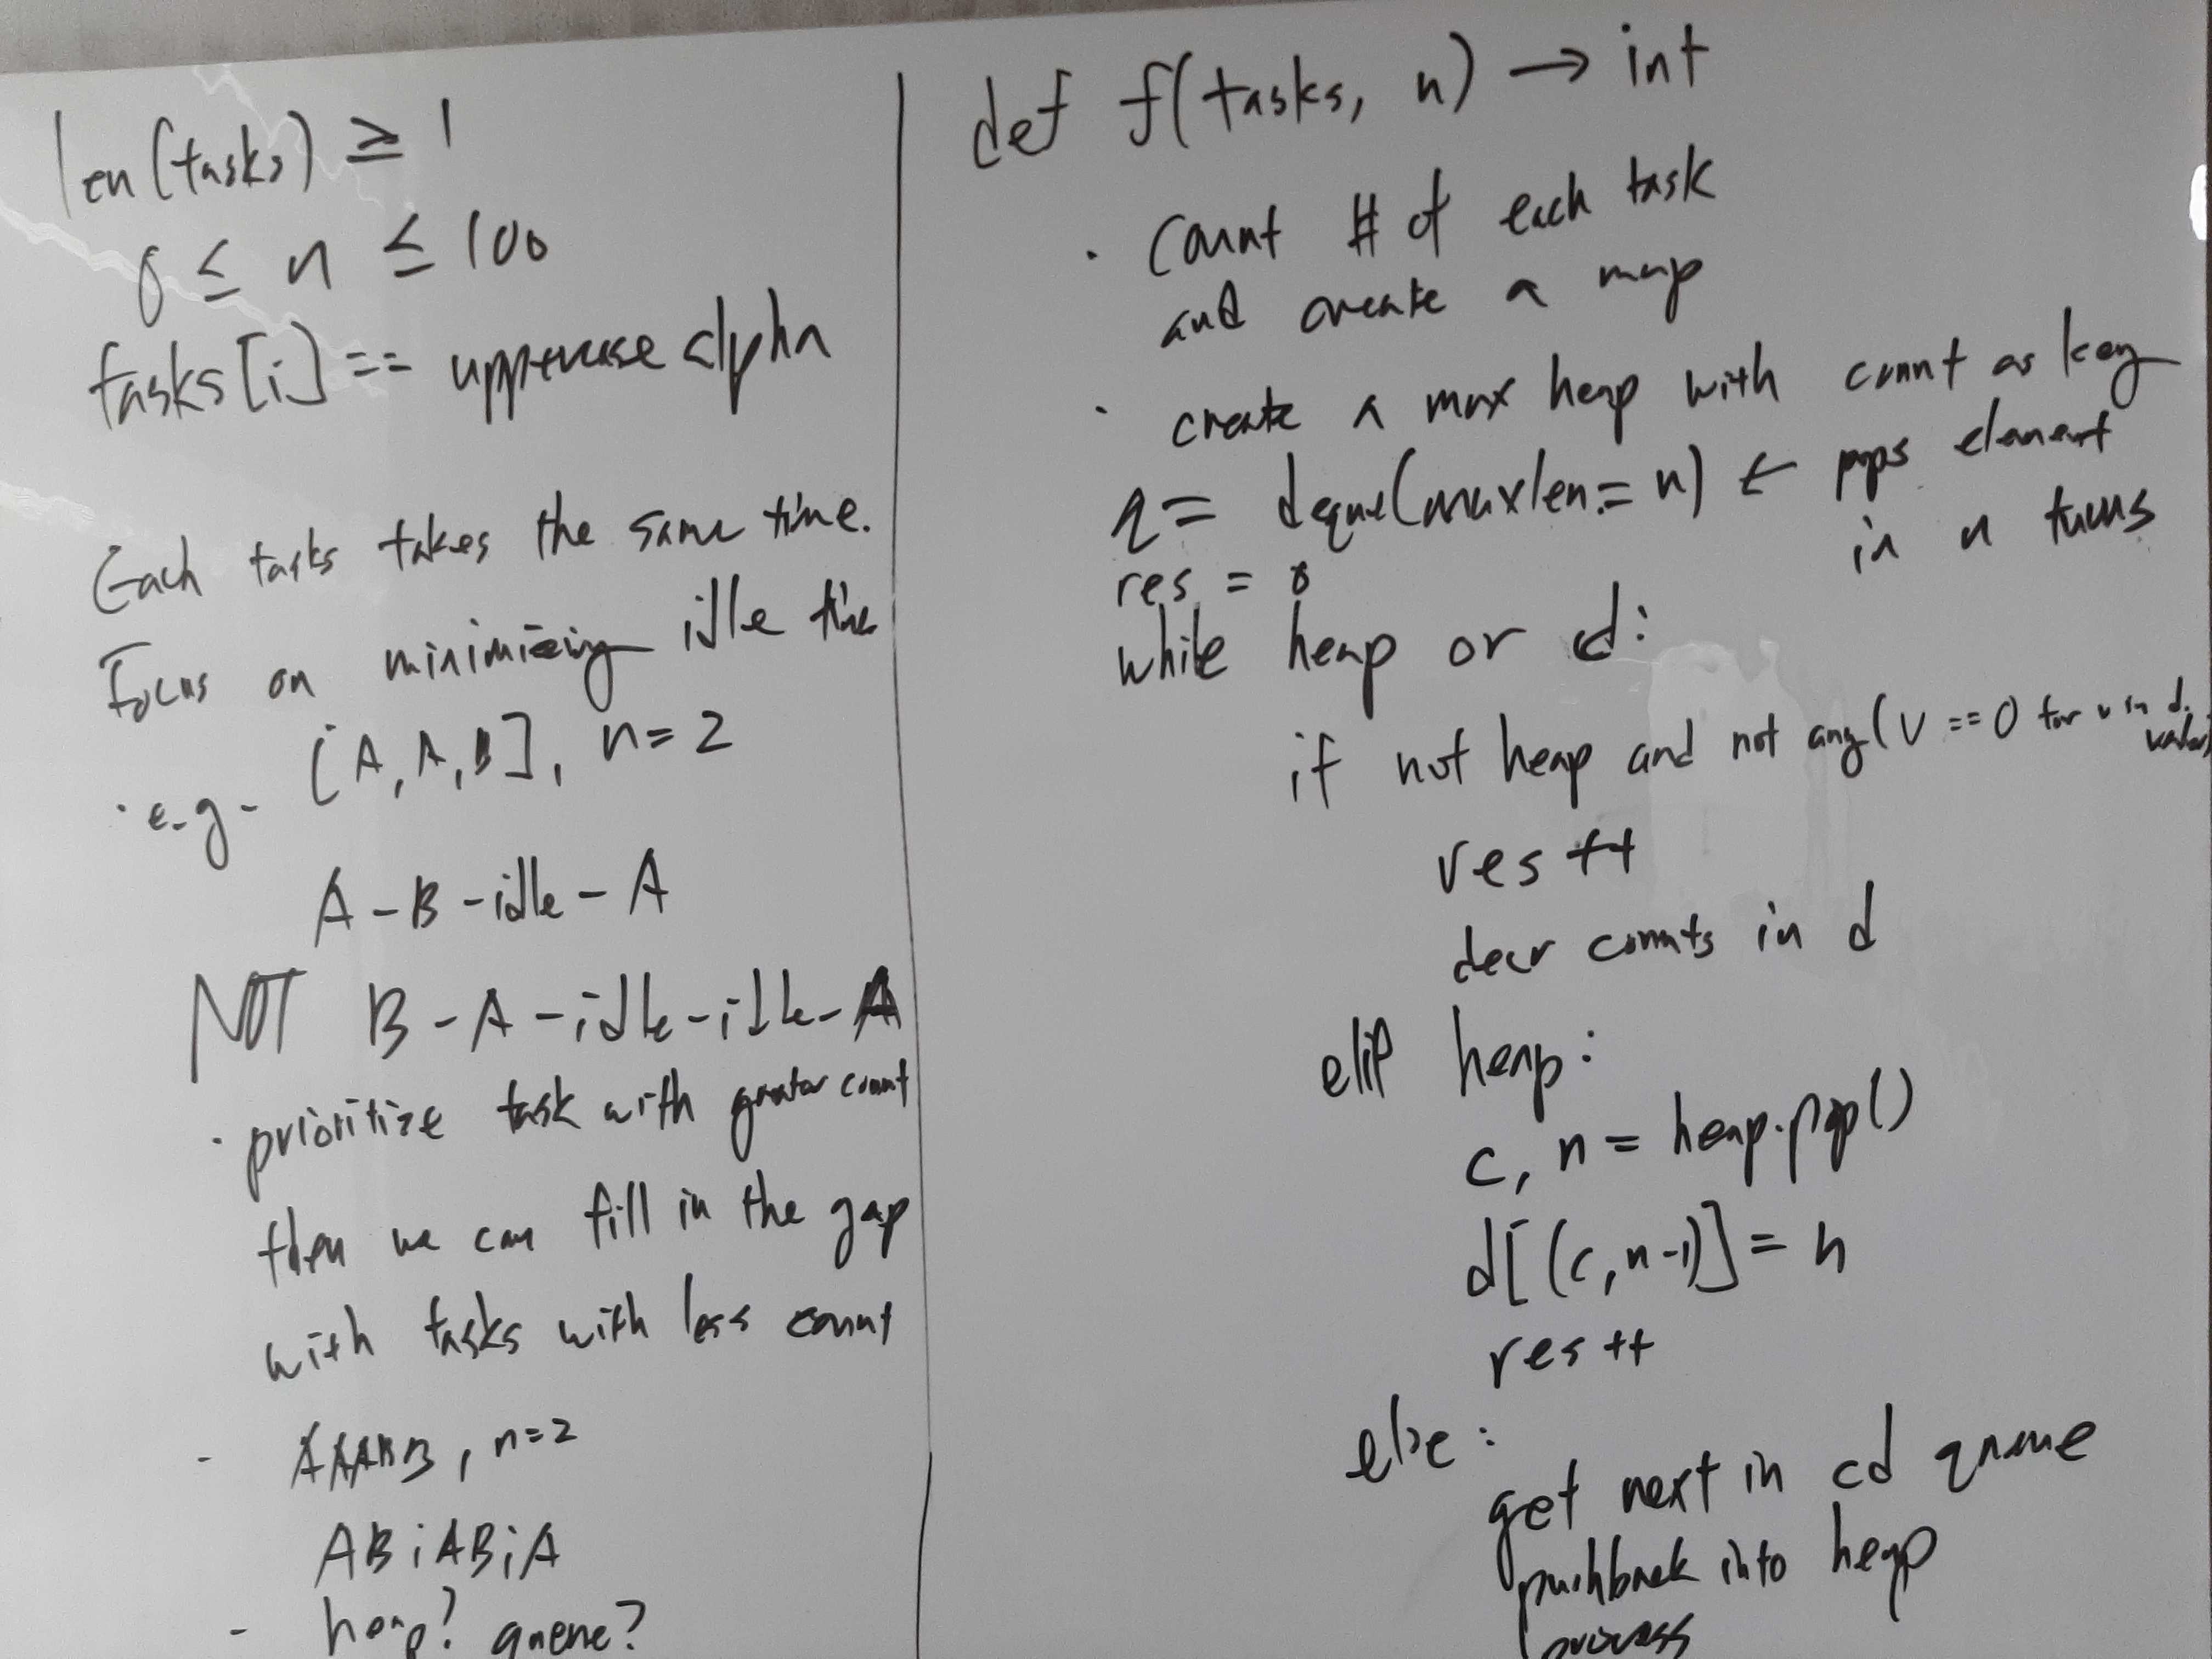 len(tasks) ≥ 1
0 ≤ n ≤ 100
tasks[i] == uppercase alpha
Each tasks takes the same time.
Focus on minimizing idle time
· e.g. [A, A, B], n=2
A-B-idle-A
NOT B-A-idle-idle-A
· prioritize task with greater count
then we can fill in the gap
with tasks with less count
- AAABB, n=2
ABiABiA
- heap? queue?
def f(tasks, n) → int
· Count # of each task
and create a map
· create a max heap with count as key
q = deque(maxlen=n) ← pops element
in n turns
res = 0
while heap or d:
if not heap and not any(v == 0 for v in d.
values)
res++
decr counts in d
elif heap:
c, n = heap.pop()
d[(c, n-1)] = n
res++
else:
get next in cd queue
pushback into heap
process